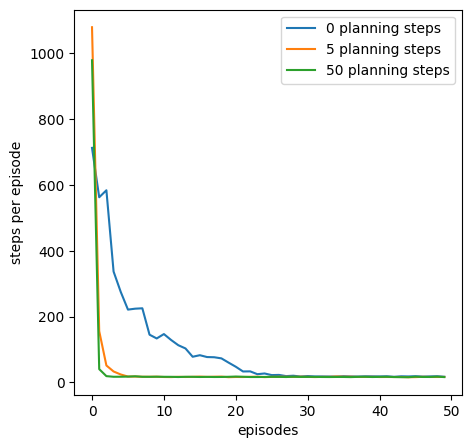 0 planning steps
5 planning steps
50 planning steps
steps per episode
1000
800
600
400
200
0
0 10 20 30 40 50
episodes